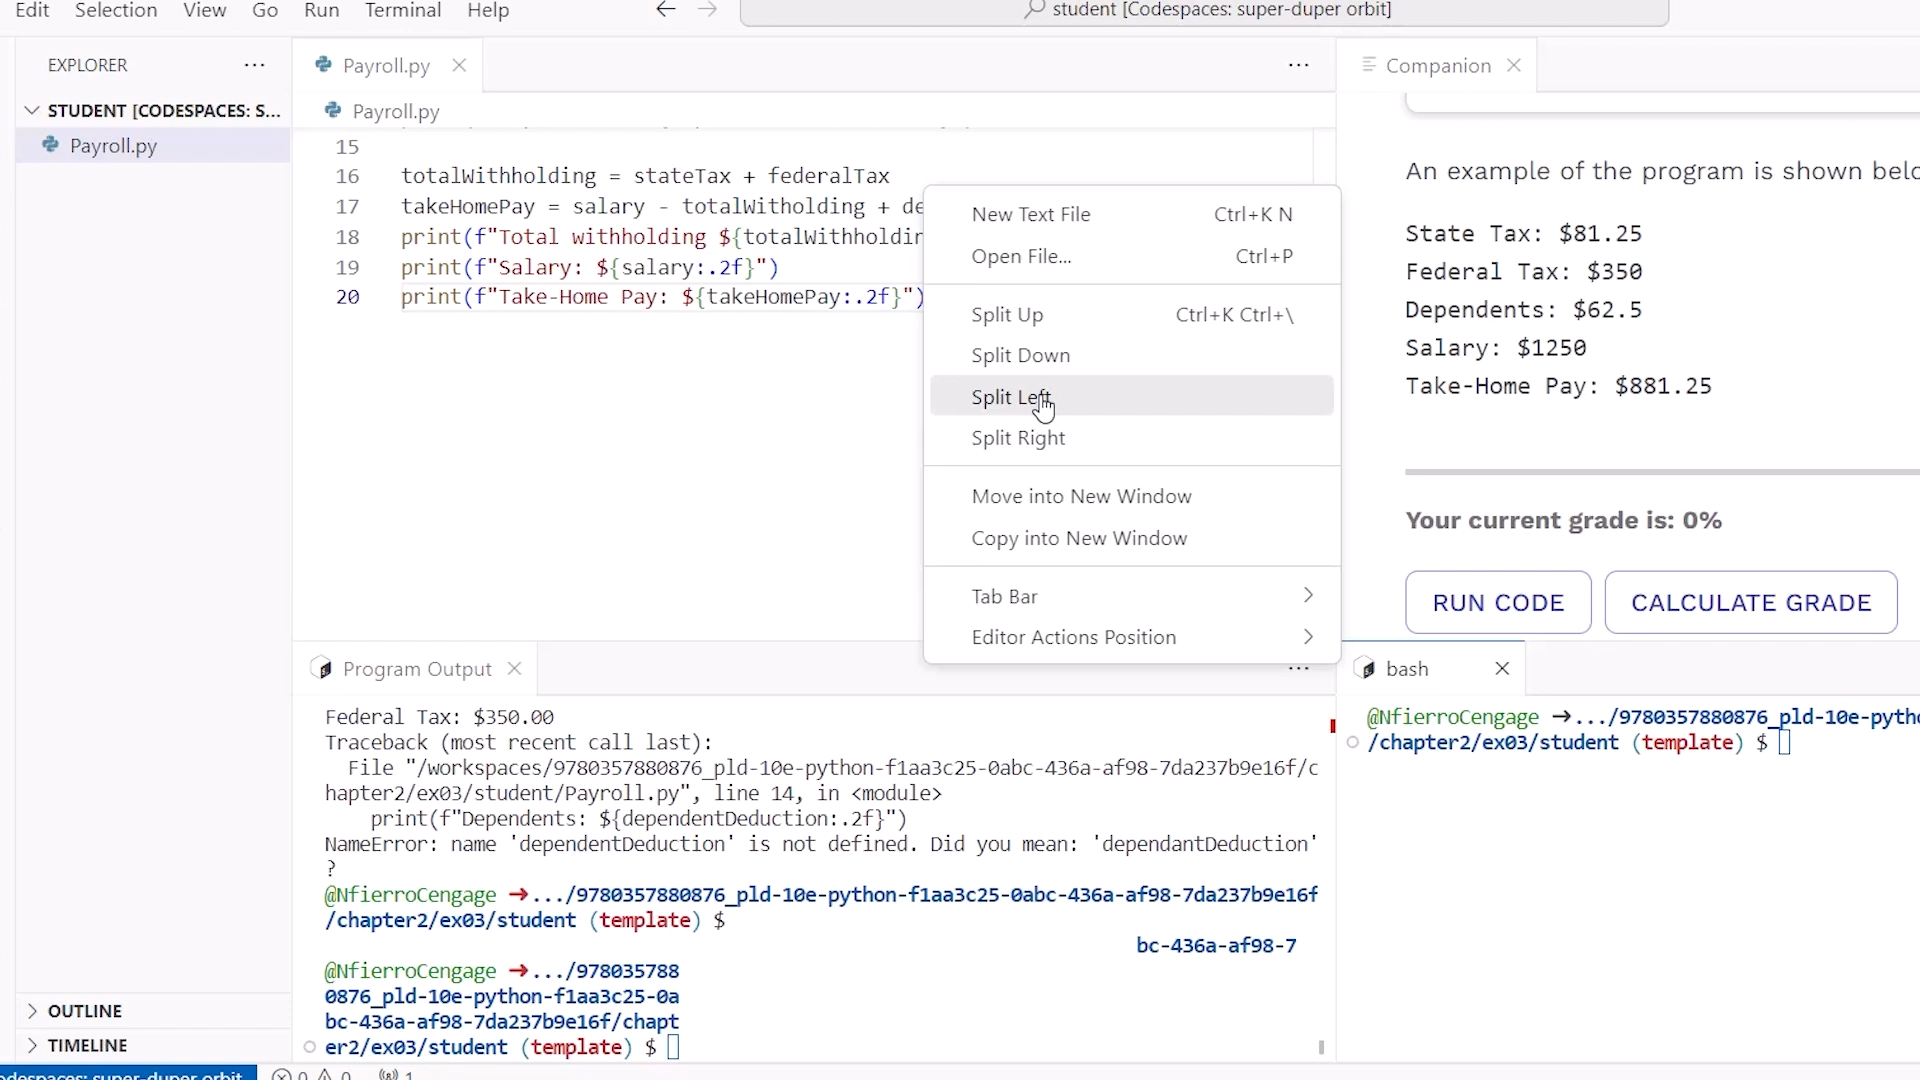 Edit Selection View Go Run Terminal Help
student [Codespaces: super-duper orbit]
EXPLORER
STUDENT [CODESPACES: S...
Payroll.py
Payroll.py
Payroll.py
15
16 totalWithholding = stateTax + federalTax
17 takeHomePay = salary - totalWitholding + de
18 print(f"Total withholding ${totalWithholdin
19 print(f"Salary: ${salary:.2f}")
20 print(f"Take-Home Pay: ${takeHomePay:.2f}")
New Text File Ctrl+K N
Open File... Ctrl+P
Split Up Ctrl+K Ctrl+\
Split Down
Split Left
Split Right
Move into New Window
Copy into New Window
Tab Bar
Editor Actions Position
Companion
An example of the program is shown belo
State Tax: $81.25
Federal Tax: $350
Dependents: $62.5
Salary: $1250
Take-Home Pay: $881.25
Your current grade is: 0%
RUN CODE CALCULATE GRADE
Program Output
Federal Tax: $350.00
Traceback (most recent call last):
File "/workspaces/9780357880876_pld-10e-python-f1aa3c25-0abc-436a-af98-7da237b9e16f/c
hapter2/ex03/student/Payroll.py", line 14, in <module>
print(f"Dependents: ${dependentDeduction:.2f}")
NameError: name 'dependentDeduction' is not defined. Did you mean: 'dependantDeduction'
?
@NfierroCengage ➜.../9780357880876_pld-10e-python-f1aa3c25-0abc-436a-af98-7da237b9e16f
/chapter2/ex03/student (template) $
bc-436a-af98-7
@NfierroCengage ➜.../978035788
0876_pld-10e-python-f1aa3c25-0a
bc-436a-af98-7da237b9e16f/chapt
er2/ex03/student (template) $
bash
@NfierroCengage ➜.../9780357880876_pld-10e-pytho
/chapter2/ex03/student (template) $
OUTLINE
TIMELINE
odespaces: super-duper orbit 0 0 1